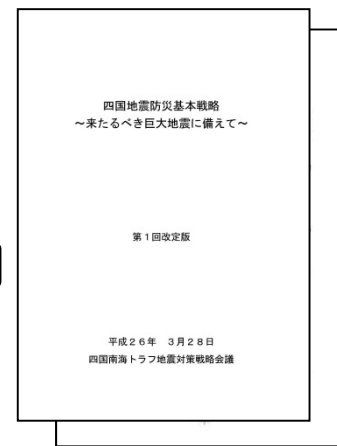 四国地震防災基本戦略
～来たるべき巨大地震に備えて～
第１回改定版
平成２６年　３月２８日
四国南海トラフ地震対策戦略会議